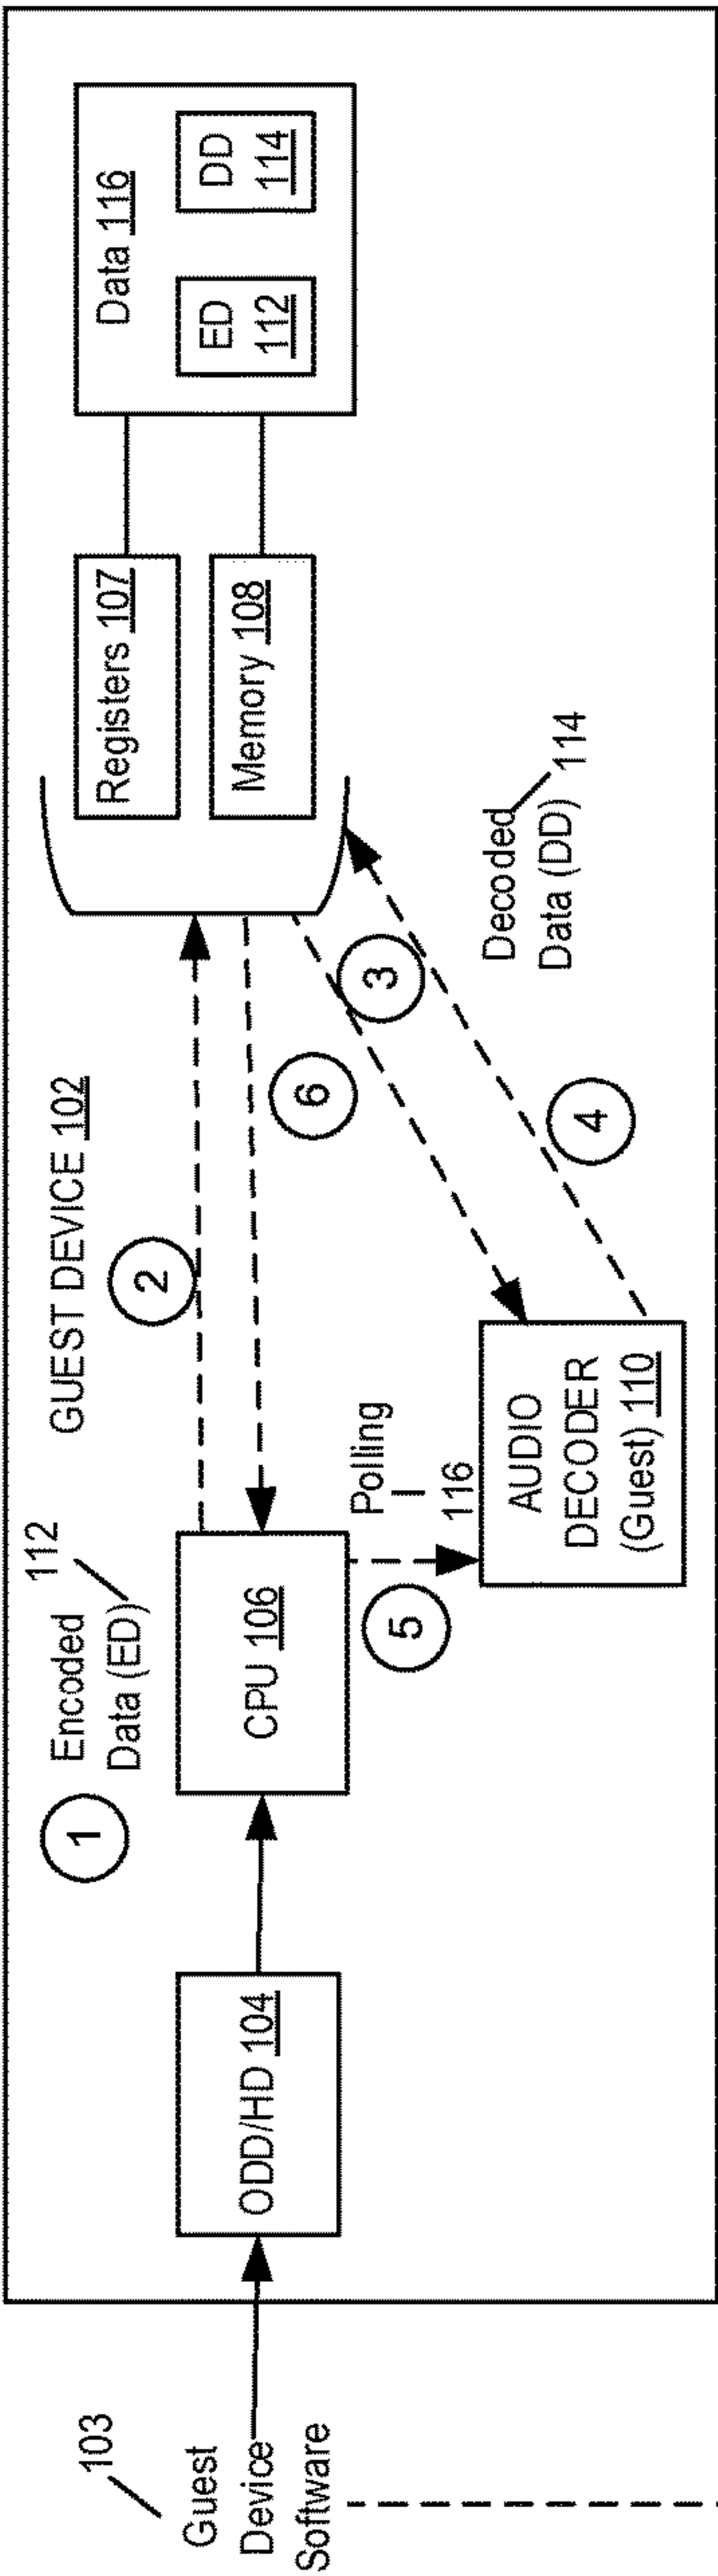 103
Guest
Device
Software
ODD/HD 104
1
Encoded
Data (ED)
112
CPU 106
GUEST DEVICE 102
2
6
3
4
5
Polling
116
AUDIO
DECODER
(Guest) 110
Decoded
Data (DD)
114
Registers 107
Memory 108
Data 116
ED
112
DD
114